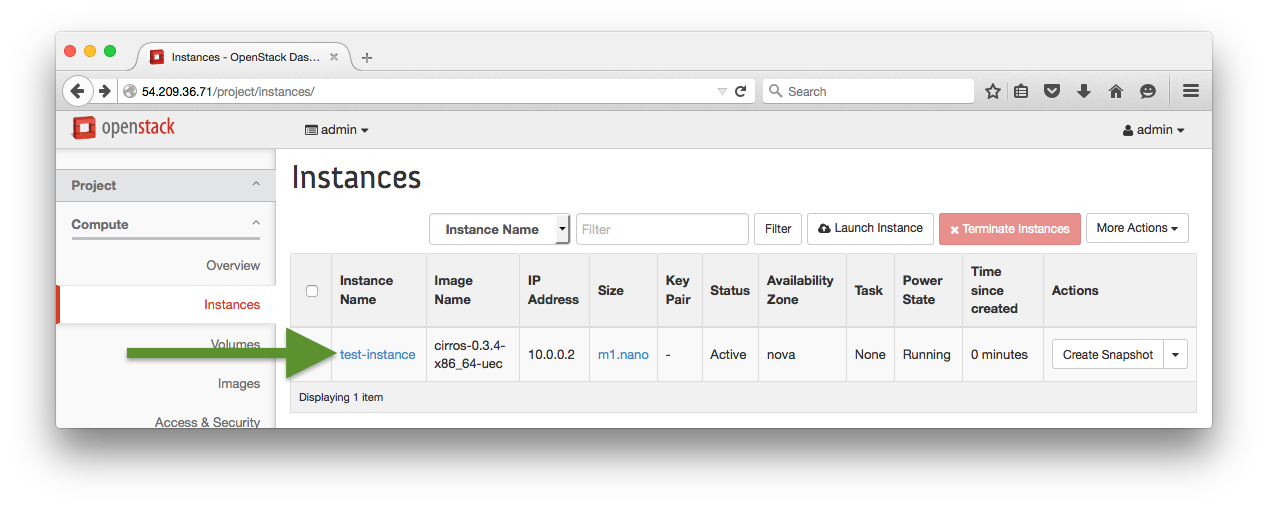 Instances - OpenStack Das...
54.209.36.71/project/instances/
Search
openstack
admin
admin
Project
Compute
Overview
Instances
Volumes
Images
Access & Security
Instances
Instance Name
Filter
Filter
Launch Instance
Terminate Instances
More Actions
Instance
Name
Image
Name
IP
Address
Size
Key
Pair
Status
Availability
Zone
Task
Power
State
Time
since
created
Actions
test-instance
cirros-0.3.4-
x86_64-uec
10.0.0.2
m1.nano
-
Active
nova
None
Running
0 minutes
Create Snapshot
Displaying 1 item